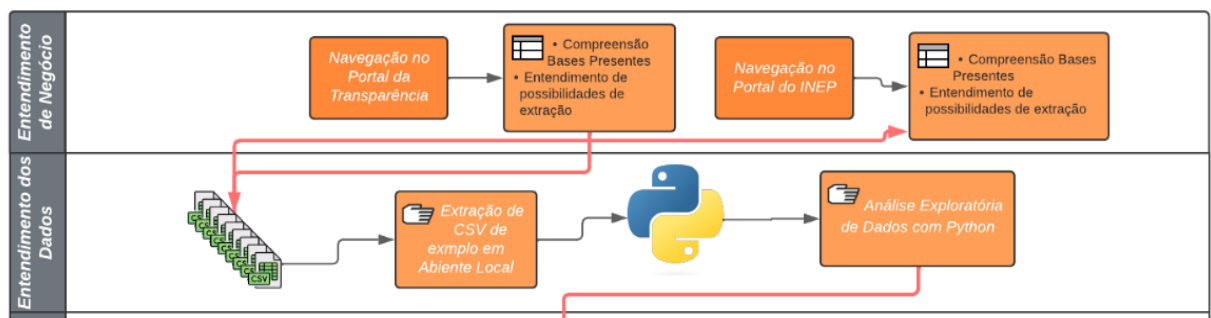 Entendimento
de Negócio
Navegação no
Portal da
Transparência
• Compreensão
Bases Presentes
• Entendimento de
possibilidades de
extração
Navegação no
Portal do INEP
• Compreensão Bases
Presentes
• Entendimento de
possibilidades de extração
Entendimento dos
Dados
CSV
Extração de
CSV de
exmplo em
Abiente Local
Análise Exploratória
de Dados com Python